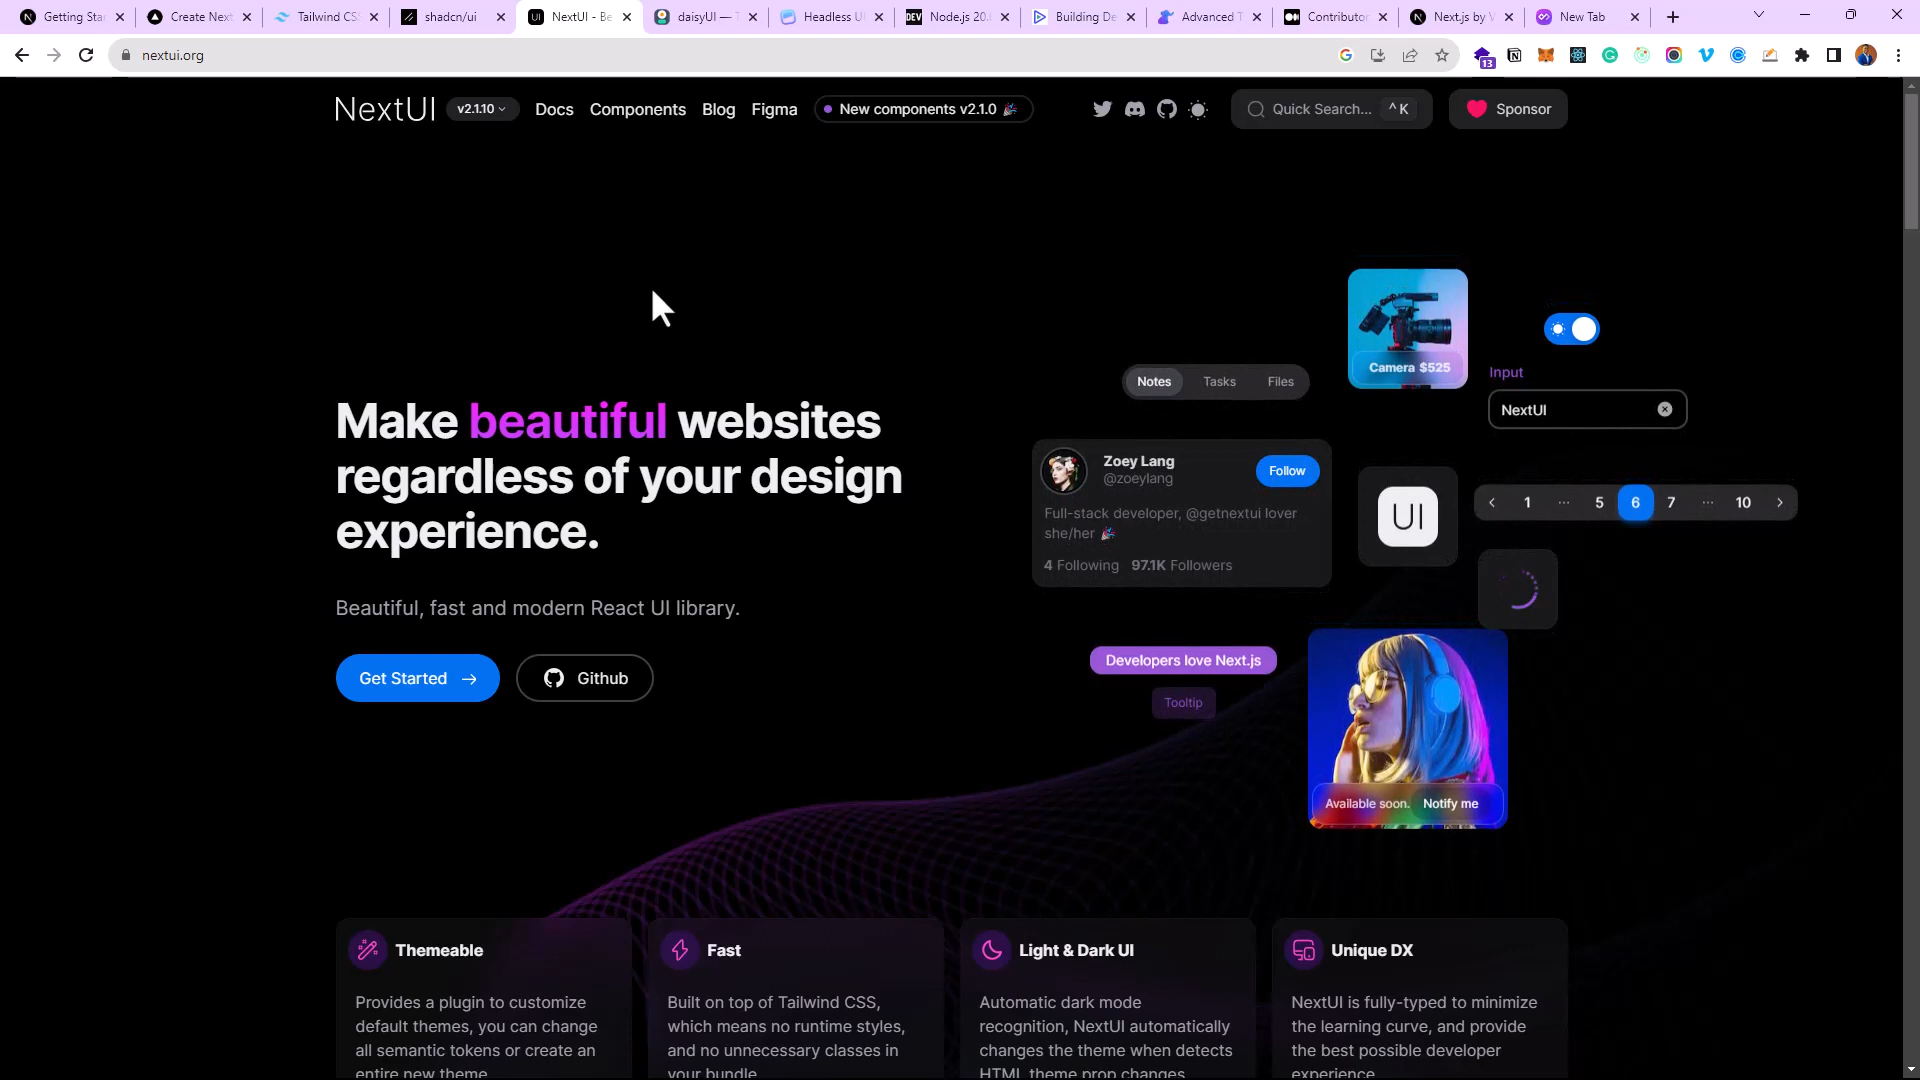 Getting Star
Create Next
Tailwind CSS
shadcn/ui
NextUI - Be
daisyUI — T
Headless UI
Node.js 20.
Building De
Advanced T
Contributor
Next.js by V
New Tab
nextui.org
13
NextUI
v2.1.10
Docs
Components
Blog
Figma
New components v2.1.0 🎉
Quick Search...
^ K
Sponsor
Camera $525
Notes
Tasks
Files
Input
NextUI
Make beautiful websites
regardless of your design
experience.
Zoey Lang
@zoeylang
Follow
Full-stack developer, @getnextui lover
she/her 🎉
4 Following 97.1K Followers
UI
1 ... 5 6 7 ... 10
Beautiful, fast and modern React UI library.
Get Started →
Github
Developers love Next.js
Tooltip
Available soon.
Notify me
Themeable
Provides a plugin to customize
default themes, you can change
all semantic tokens or create an
entire new theme.
Fast
Built on top of Tailwind CSS,
which means no runtime styles,
and no unnecessary classes in
your bundle.
Light & Dark UI
Automatic dark mode
recognition, NextUI automatically
changes the theme when detects
HTML theme prop changes.
Unique DX
NextUI is fully-typed to minimize
the learning curve, and provide
the best possible developer
experience.